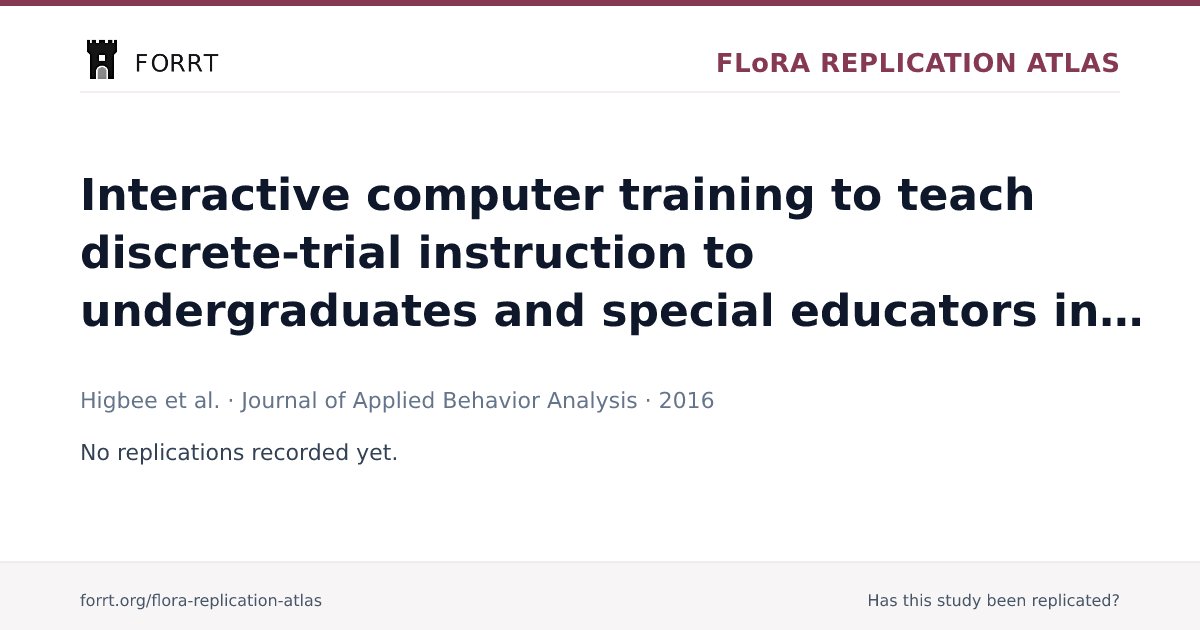 FORRT
FLoRA REPLICATION ATLAS
Interactive computer training to teach
discrete-trial instruction to
undergraduates and special educators in…
Higbee et al. · Journal of Applied Behavior Analysis · 2016
No replications recorded yet.
forrt.org/flora-replication-atlas
Has this study been replicated?